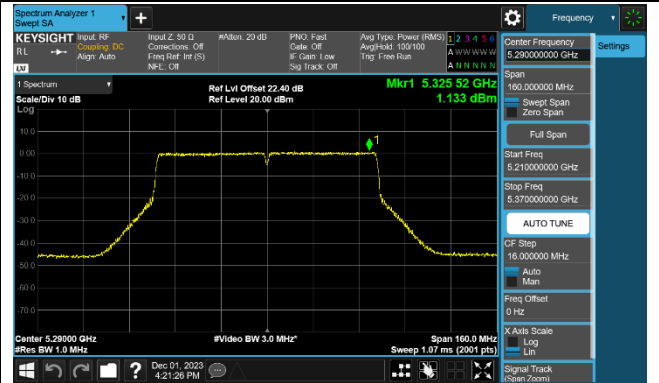 Spectrum Analyzer 1
Swept SA
Frequency
KEYSIGHT
RL
LXI
Input: RF
Coupling: DC
Align: Auto
Input Z: 50 Ω
Corrections: Off
Freq Ref: Int (S)
NFE: Off
#Atten: 20 dB
PNO: Fast
Gate: Off
IF Gain: Low
Sig Track: Off
Avg Type: Power (RMS)
Avg|Hold: 100/100
Trig: Free Run
1 2 3 4 5 6
A W W W W W
A N N N N N
1 Spectrum
Scale/Div 10 dB
Log
Ref Lvl Offset 22.40 dB
Ref Level 20.00 dBm
Mkr1 5.325 52 GHz
1.133 dBm
10.0
0.00
-10.0
-20.0
-30.0
-40.0
-50.0
-60.0
-70.0
1
Center 5.29000 GHz
#Res BW 1.0 MHz
#Video BW 3.0 MHz*
Span 160.0 MHz
Sweep 1.07 ms (2001 pts)
Center Frequency
5.290000000 GHz
Settings
Span
160.000000 MHz
Swept Span
Zero Span
Full Span
Start Freq
5.210000000 GHz
Stop Freq
5.370000000 GHz
AUTO TUNE
CF Step
16.000000 MHz
Auto
Man
Freq Offset
0 Hz
X Axis Scale
Log
Lin
Signal Track
(Span Zoom)
Dec 01, 2023
4:21:26 PM